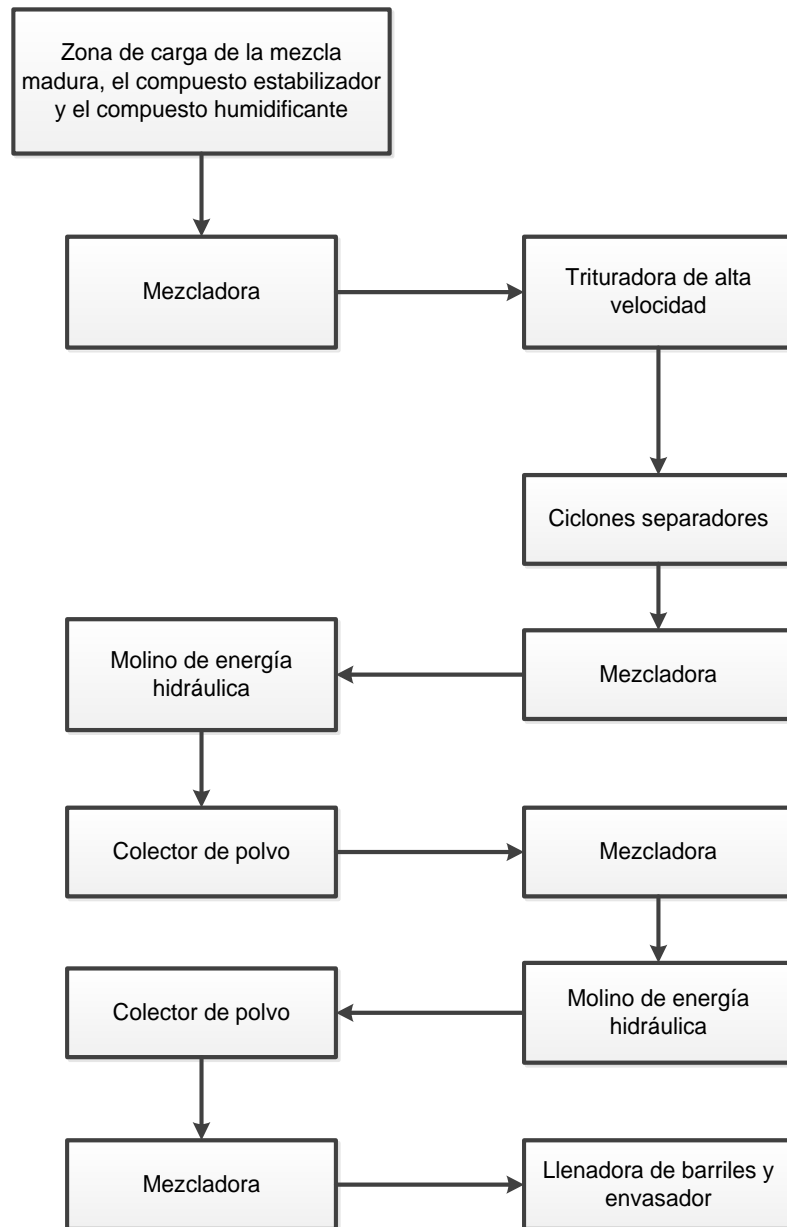 Zona de carga de la mezcla
madura, el compuesto estabilizador
y el compuesto humidificante
Mezcladora
Trituradora de alta
velocidad
Ciclones separadores
Mezcladora
Molino de energía
hidráulica
Colector de polvo
Mezcladora
Molino de energía
hidráulica
Colector de polvo
Mezcladora
Llenadora de barriles y
envasador